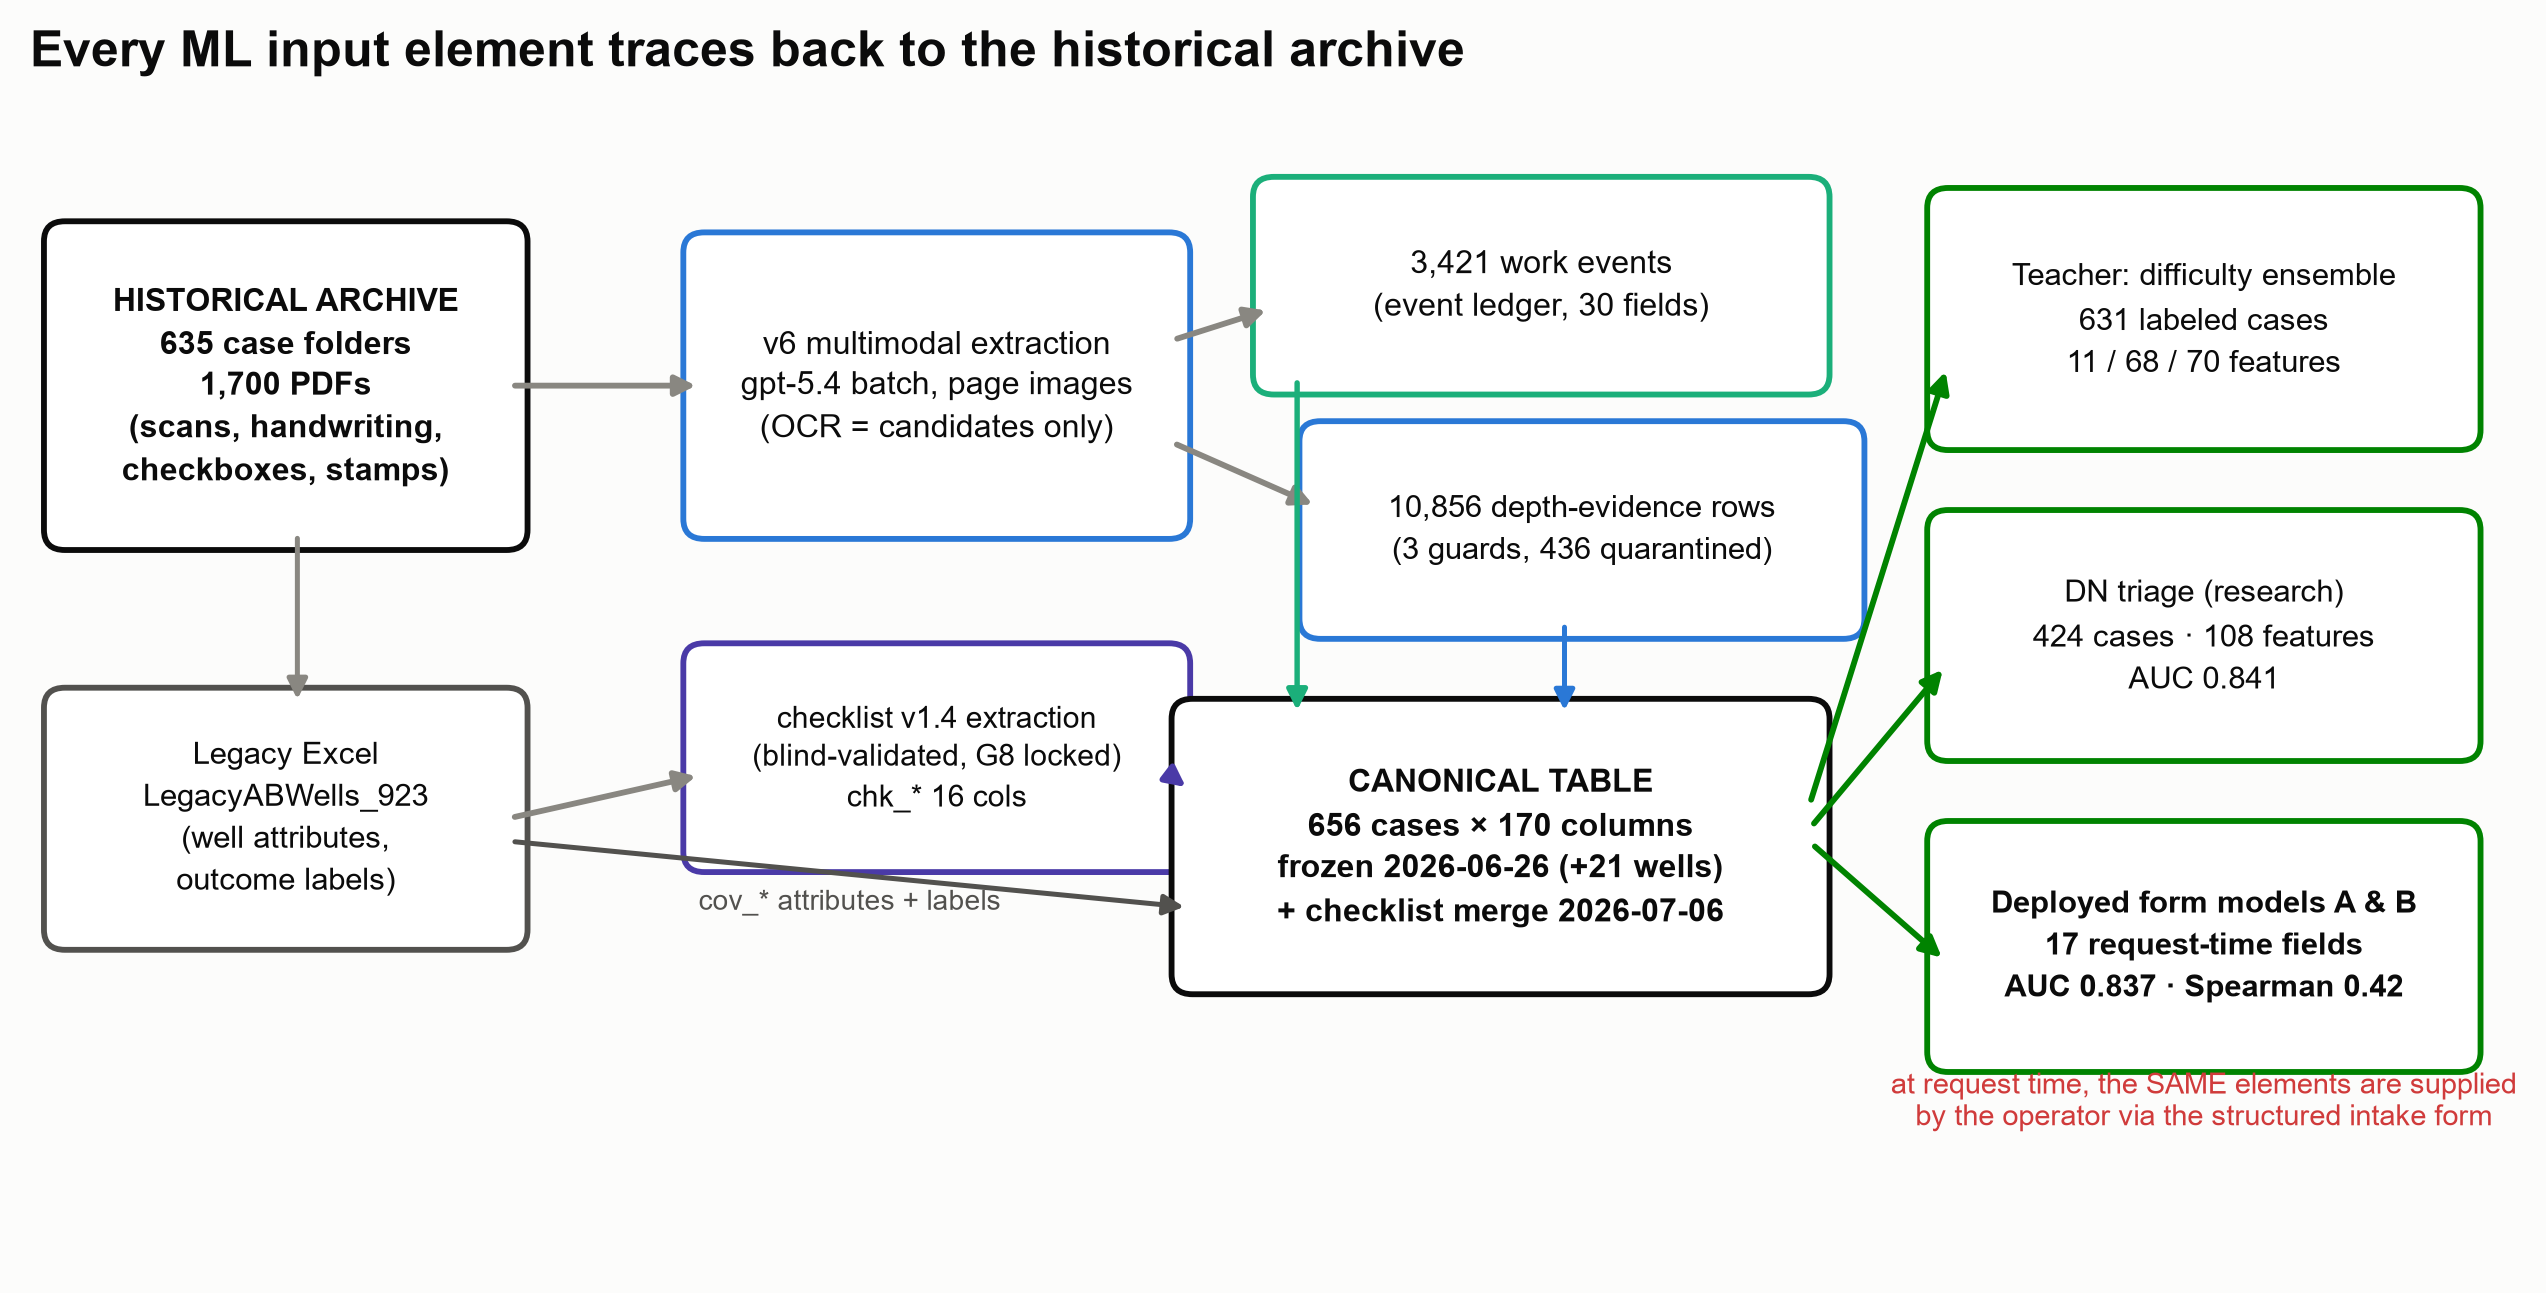 Every ML input element traces back to the historical archive
HISTORICAL ARCHIVE
635 case folders
1,700 PDFs
(scans, handwriting,
checkboxes, stamps)
v6 multimodal extraction
gpt-5.4 batch, page images
(OCR = candidates only)
3,421 work events
(event ledger, 30 fields)
10,856 depth-evidence rows
(3 guards, 436 quarantined)
Legacy Excel
LegacyABWells_923
(well attributes,
outcome labels)
checklist v1.4 extraction
(blind-validated, G8 locked)
chk_* 16 cols
cov_* attributes + labels
CANONICAL TABLE
656 cases × 170 columns
frozen 2026-06-26 (+21 wells)
+ checklist merge 2026-07-06
Teacher: difficulty ensemble
631 labeled cases
11 / 68 / 70 features
DN triage (research)
424 cases · 108 features
AUC 0.841
Deployed form models A & B
17 request-time fields
AUC 0.837 · Spearman 0.42
at request time, the SAME elements are supplied
by the operator via the structured intake form